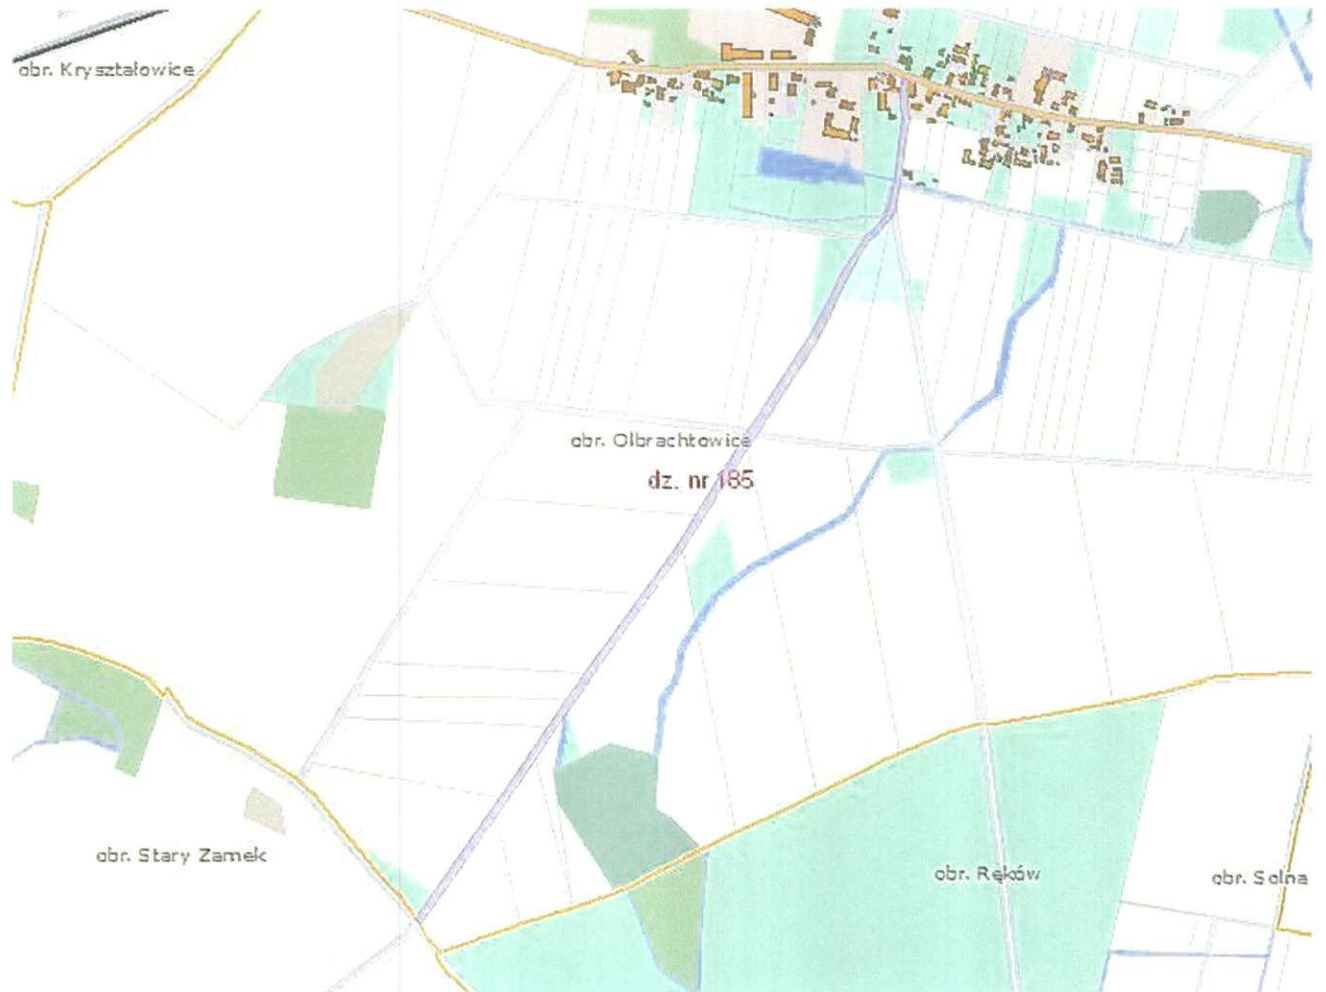 obr. Kryształowice
obr. Olbrachtowice
dz. nr 185
obr. Stary Zamek
obr. Ręków
obr. Solna